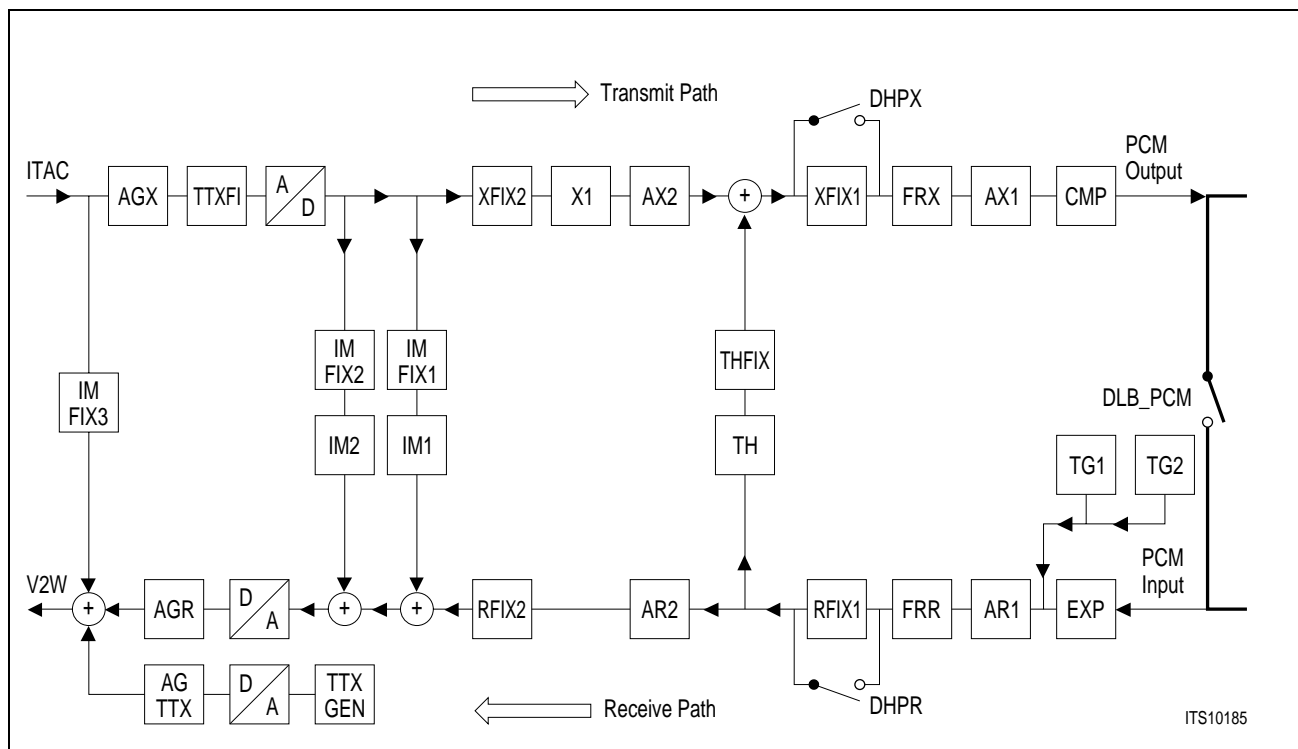 Transmit Path
DHPX
ITAC
AGX
TTXFI
A
D
XFIX2
X1
AX2
+
XFIX1
FRX
AX1
CMP
PCM
Output
IM
FIX3
IM
FIX2
IM
FIX1
IM2
IM1
THFIX
TH
DLB_PCM
TG1
TG2
PCM
Input
V2W
+
AGR
D
A
+
+
RFIX2
AR2
RFIX1
FRR
AR1
EXP
AG
TTX
D
A
TTX
GEN
Receive Path
DHPR
ITS10185